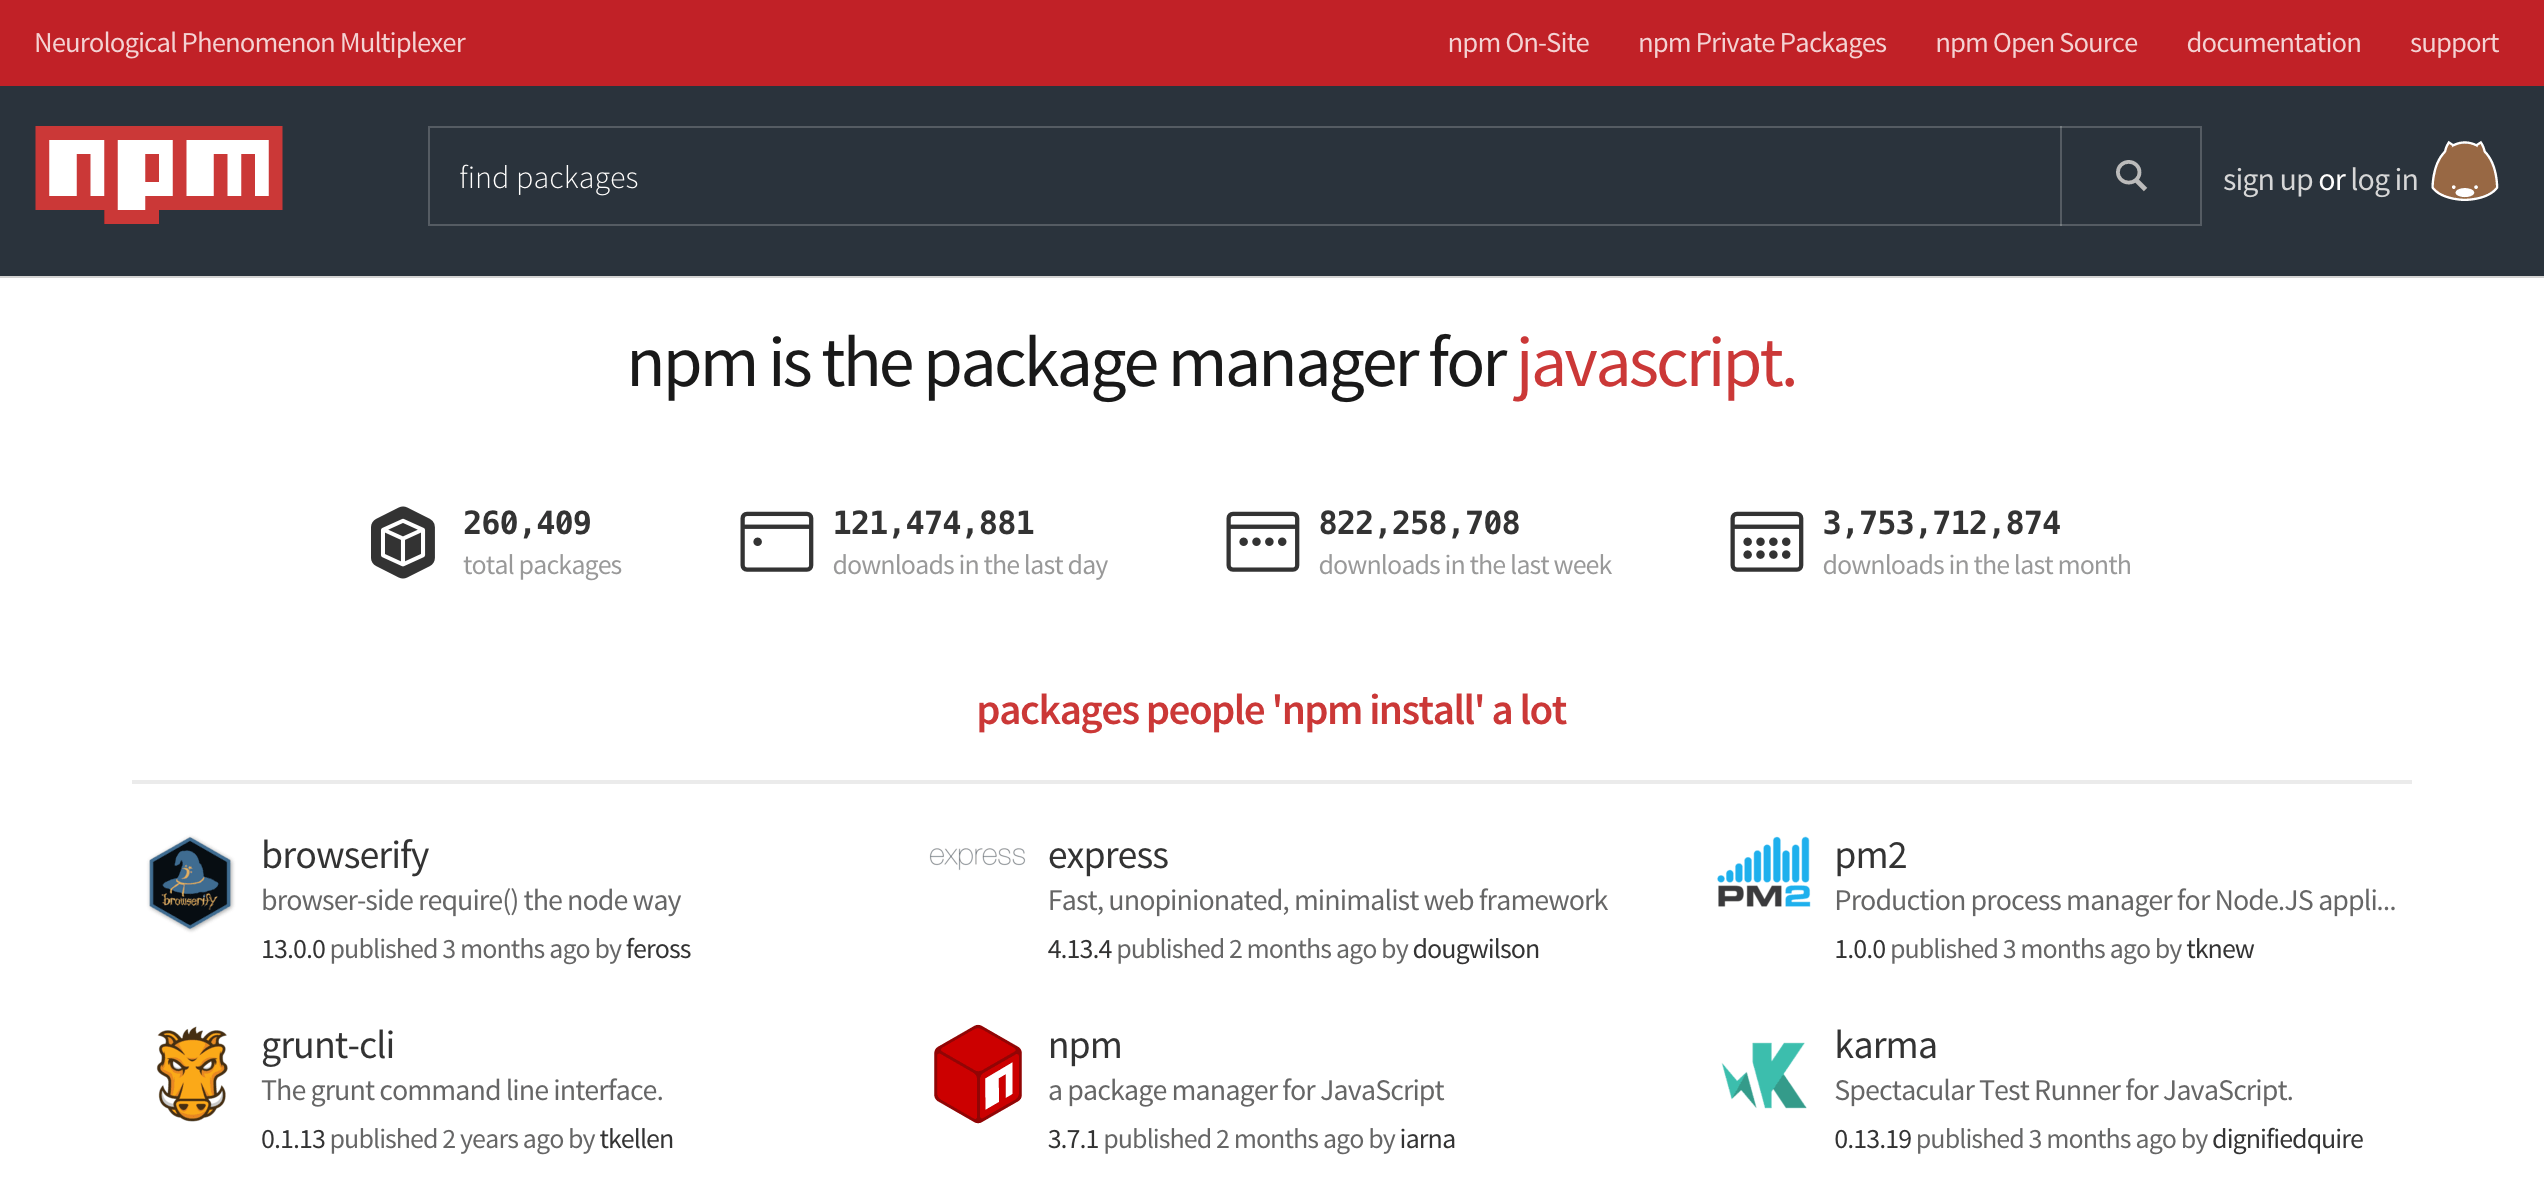 Neurological Phenomenon Multiplexer
npm On-Site npm Private Packages npm Open Source documentation support
npm
find packages
sign up or log in
npm is the package manager for javascript.
260,409
total packages
121,474,881
downloads in the last day
822,258,708
downloads in the last week
3,753,712,874
downloads in the last month
packages people 'npm install' a lot
browserify
browserify
browser-side require() the node way
13.0.0 published 3 months ago by feross
express
express
Fast, unopinionated, minimalist web framework
4.13.4 published 2 months ago by dougwilson
PM2
pm2
Production process manager for Node.JS appli...
1.0.0 published 3 months ago by tknew
grunt-cli
The grunt command line interface.
0.1.13 published 2 years ago by tkellen
n
npm
a package manager for JavaScript
3.7.1 published 2 months ago by iarna
K
karma
Spectacular Test Runner for JavaScript.
0.13.19 published 3 months ago by dignifiedquire